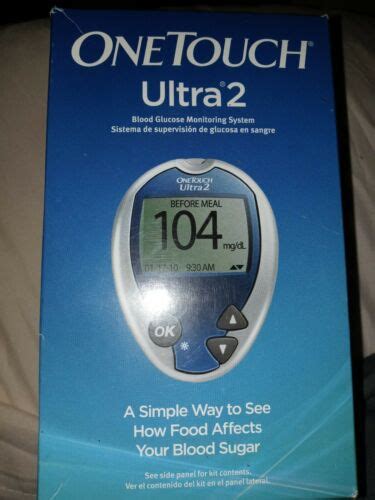 ONETOUCH®
Ultra®2
Blood Glucose Monitoring System
Sistema de supervisión de glucosa en sangre
ONETOUCH
Ultra2
BEFORE MEAL
104 mg/dL
9:30 AM
OK
A Simple Way to See
How Food Affects
Your Blood Sugar
See side panel for kit contents.
Ver el contenido del kit en el panel lateral.